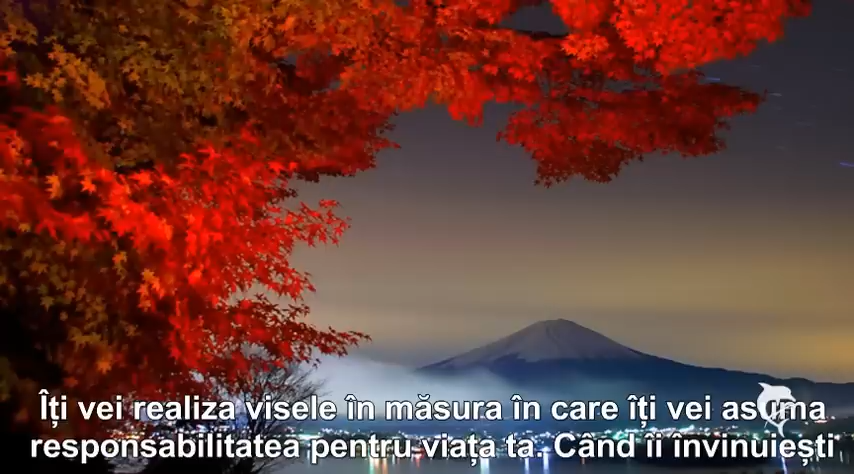 Îți vei realiza visele în măsura în care îți vei asuma
responsabilitatea pentru viața ta. Când îi învinuiești